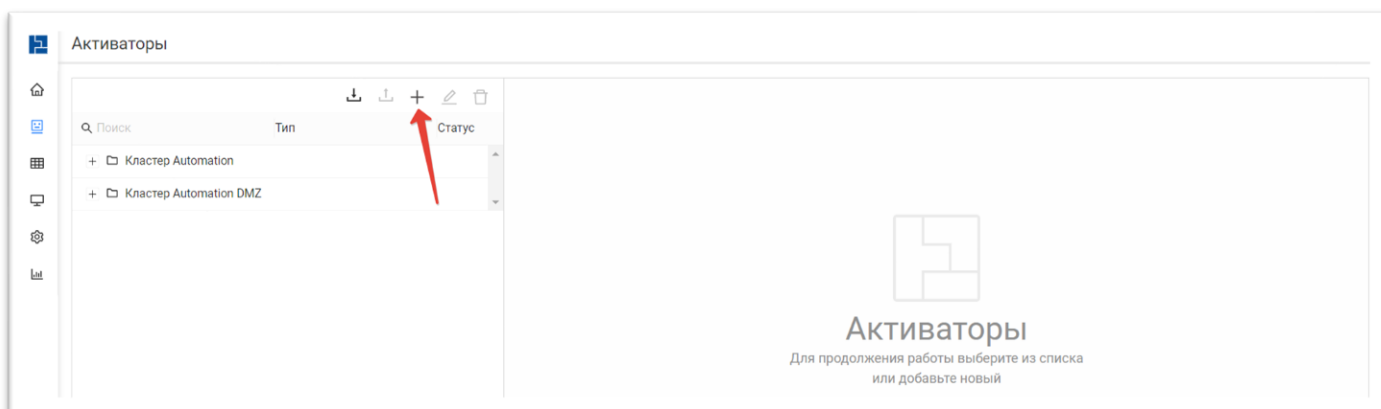 Активаторы
Поиск Тип Статус
Кластер Automation
Кластер Automation DMZ
Активаторы
Для продолжения работы выберите из списка
или добавьте новый